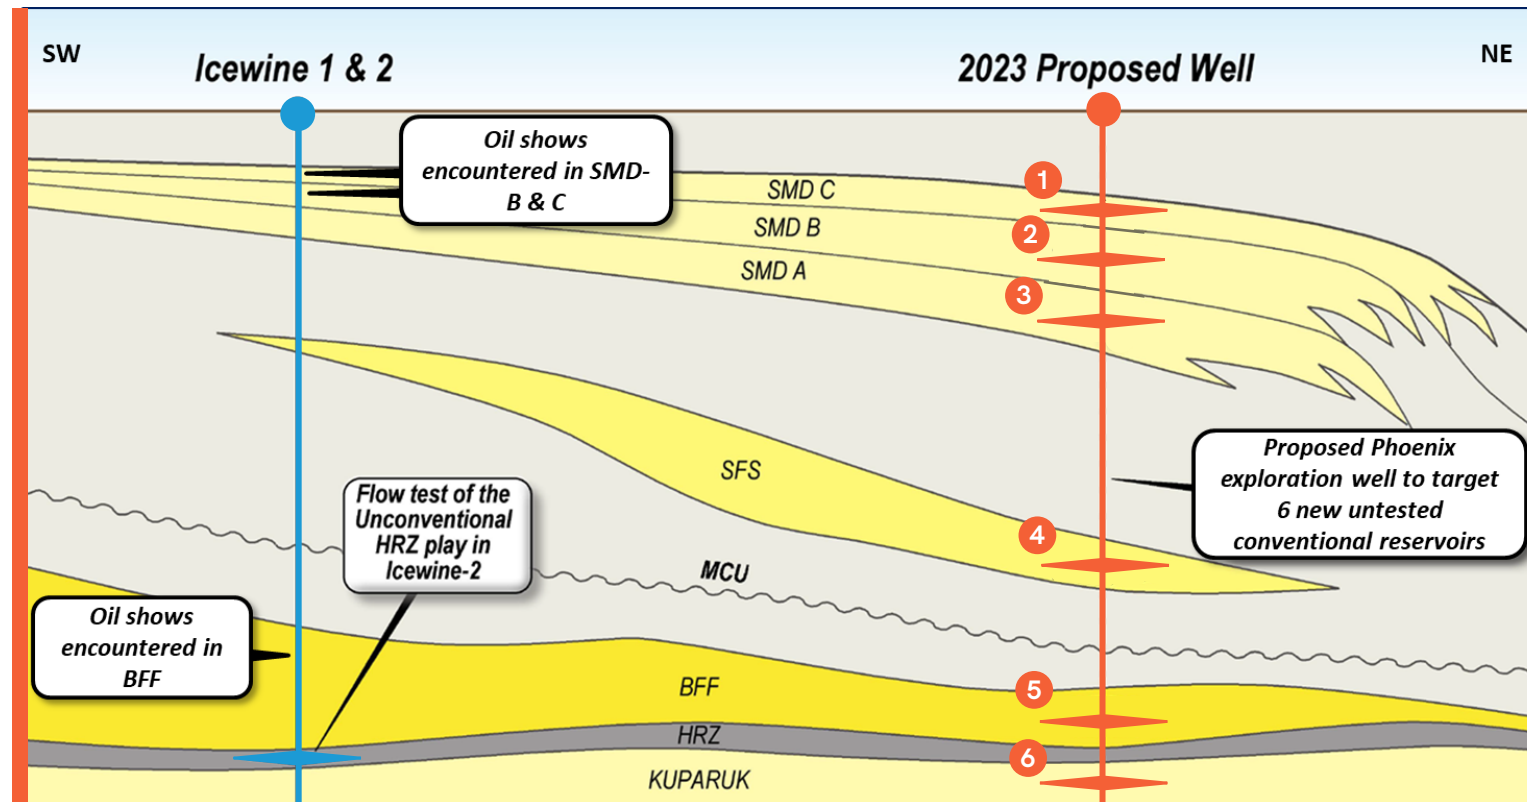 SW
NE
Icewine 1 & 2
2023 Proposed Well
Oil shows
encountered in SMD-
B & C
1
SMD C
2
SMD B
SMD A
3
SFS
Proposed Phoenix
exploration well to target
6 new untested
conventional reservoirs
Flow test of the
Unconventional
HRZ play in
Icewine-2
4
MCU
Oil shows
encountered in
BFF
BFF
5
HRZ
6
KUPARUK